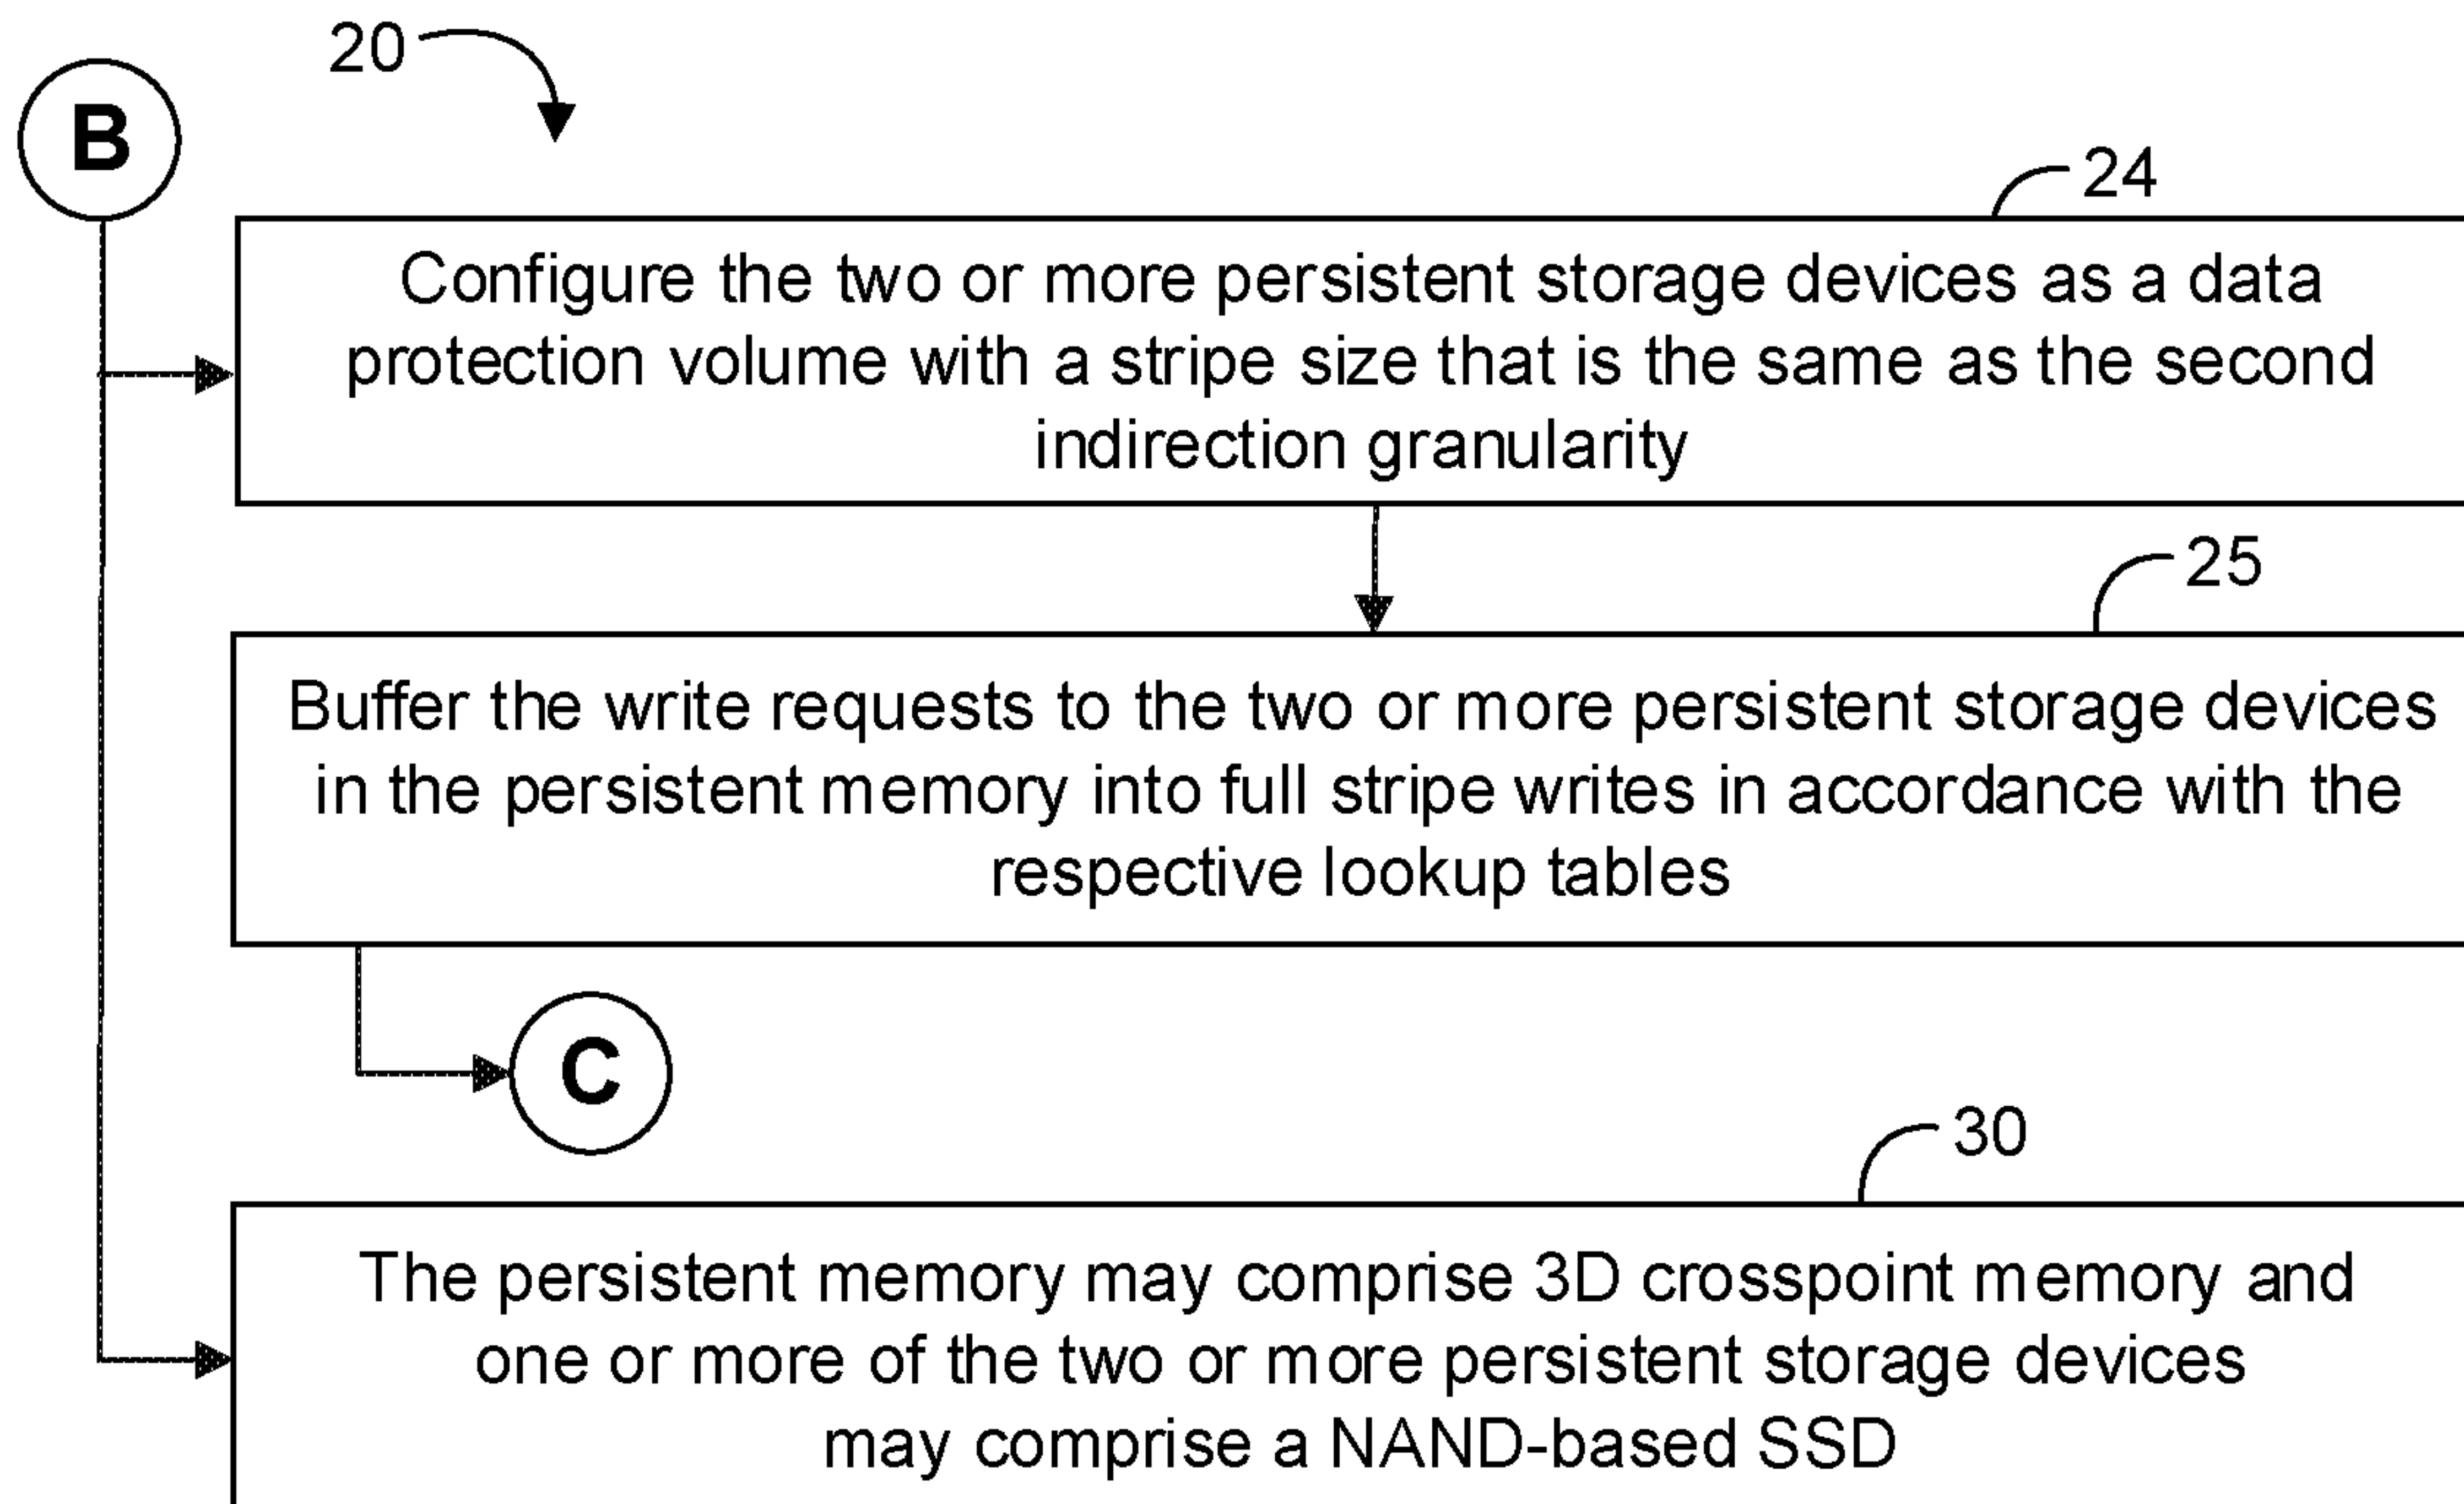 20
B
24
Configure the two or more persistent storage devices as a data
protection volume with a stripe size that is the same as the second
indirection granularity
25
Buffer the write requests to the two or more persistent storage devices
in the persistent memory into full stripe writes in accordance with the
respective lookup tables
C
30
The persistent memory may comprise 3D crosspoint memory and
one or more of the two or more persistent storage devices
may comprise a NAND-based SSD